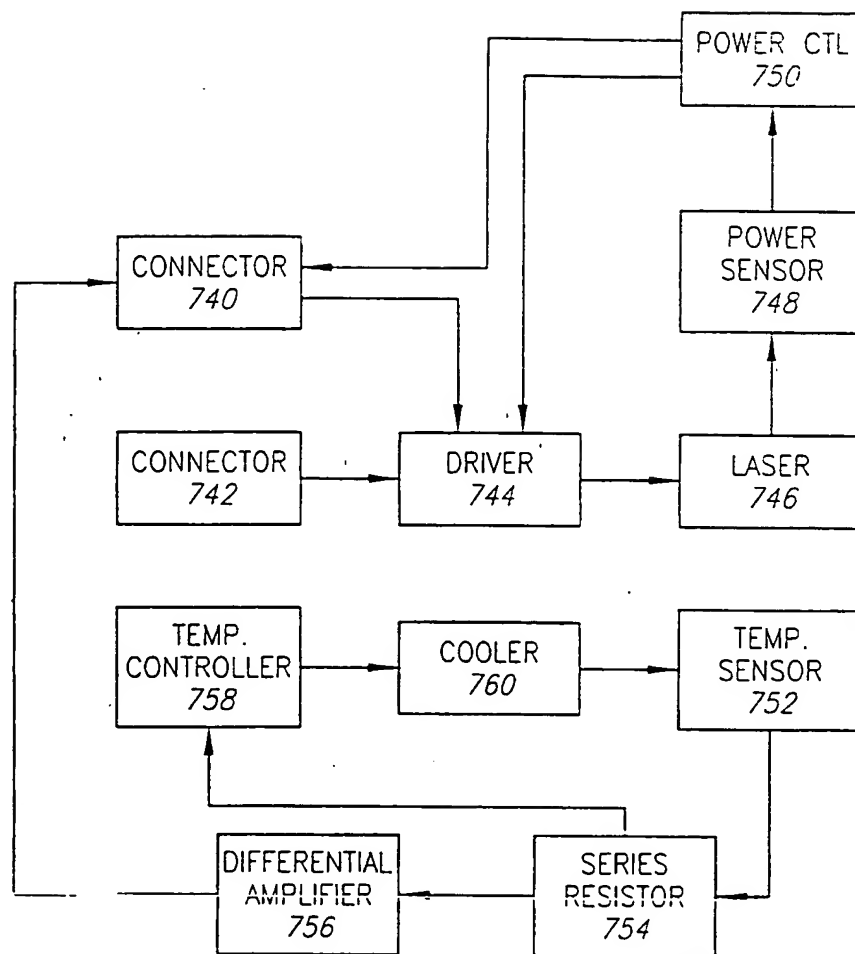 POWER CTL
750
POWER
SENSOR
748
CONNECTOR
740
CONNECTOR
742
DRIVER
744
LASER
746
TEMP.
CONTROLLER
758
COOLER
760
TEMP.
SENSOR
752
DIFFERENTIAL
AMPLIFIER
756
SERIES
RESISTOR
754